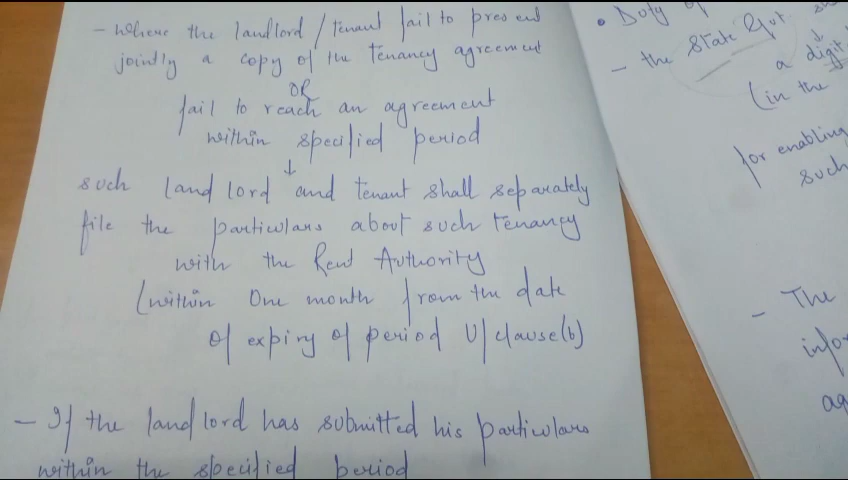 - Where the landlord / tenant fail to present
jointly a copy of the tenancy agreement
OR
fail to reach an agreement
within specified period
↓
such landlord and tenant shall separately
file the particulars about such tenancy
with the Rent Authority
(within One month from the date
of expiry of period U/clause(b)
- If the landlord has submitted his particulars
within the specified period
• Duty of
- the State Govt
a digit
(in the
for enabling
such
- The